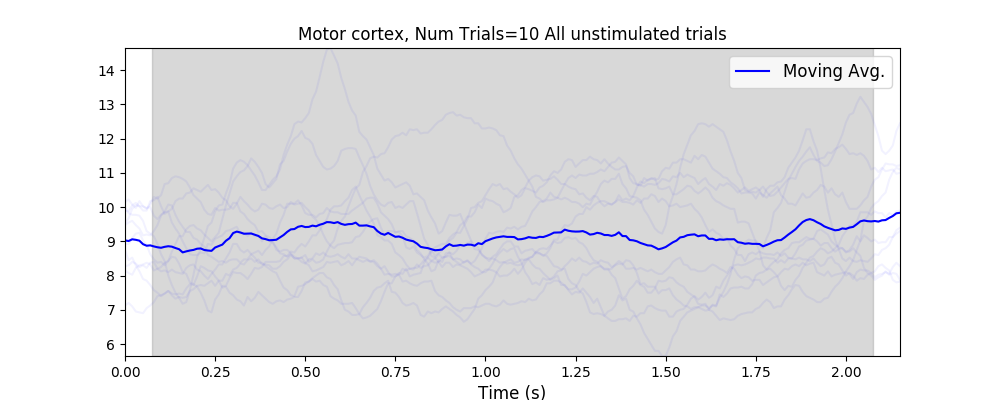 Motor cortex, Num Trials=10 All unstimulated trials
Moving Avg.
14
13
12
11
10
9
8
7
6
0.00 0.25 0.50 0.75 1.00 1.25 1.50 1.75 2.00
Time (s)